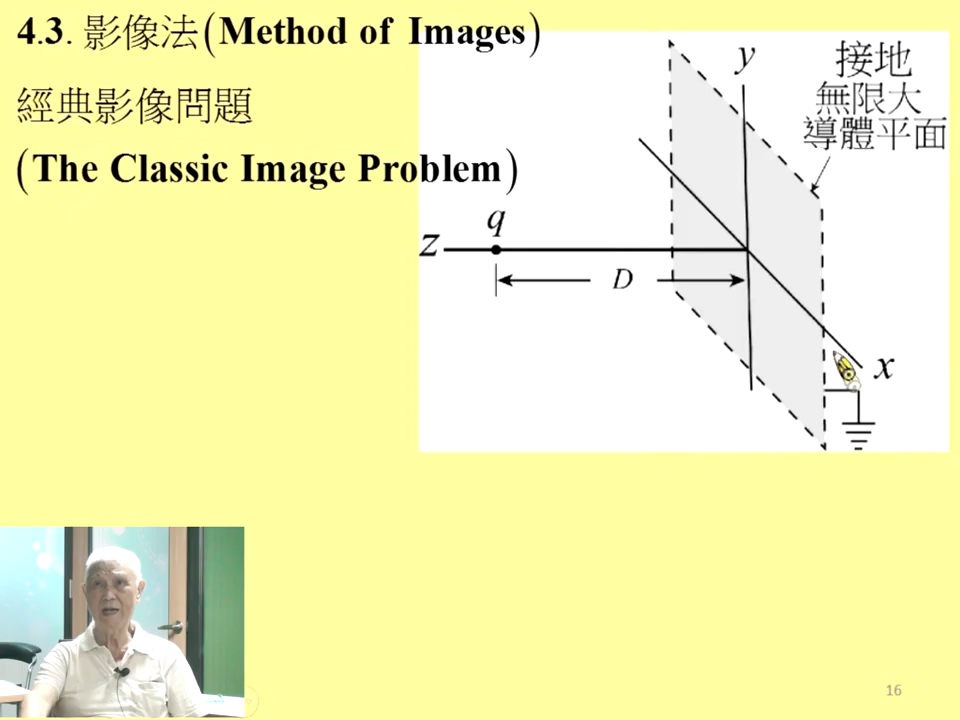 4.3. 影像法(Method of Images)
經典影像問題
(The Classic Image Problem)
y
接地
無限大
導體平面
q
z
D
x
16